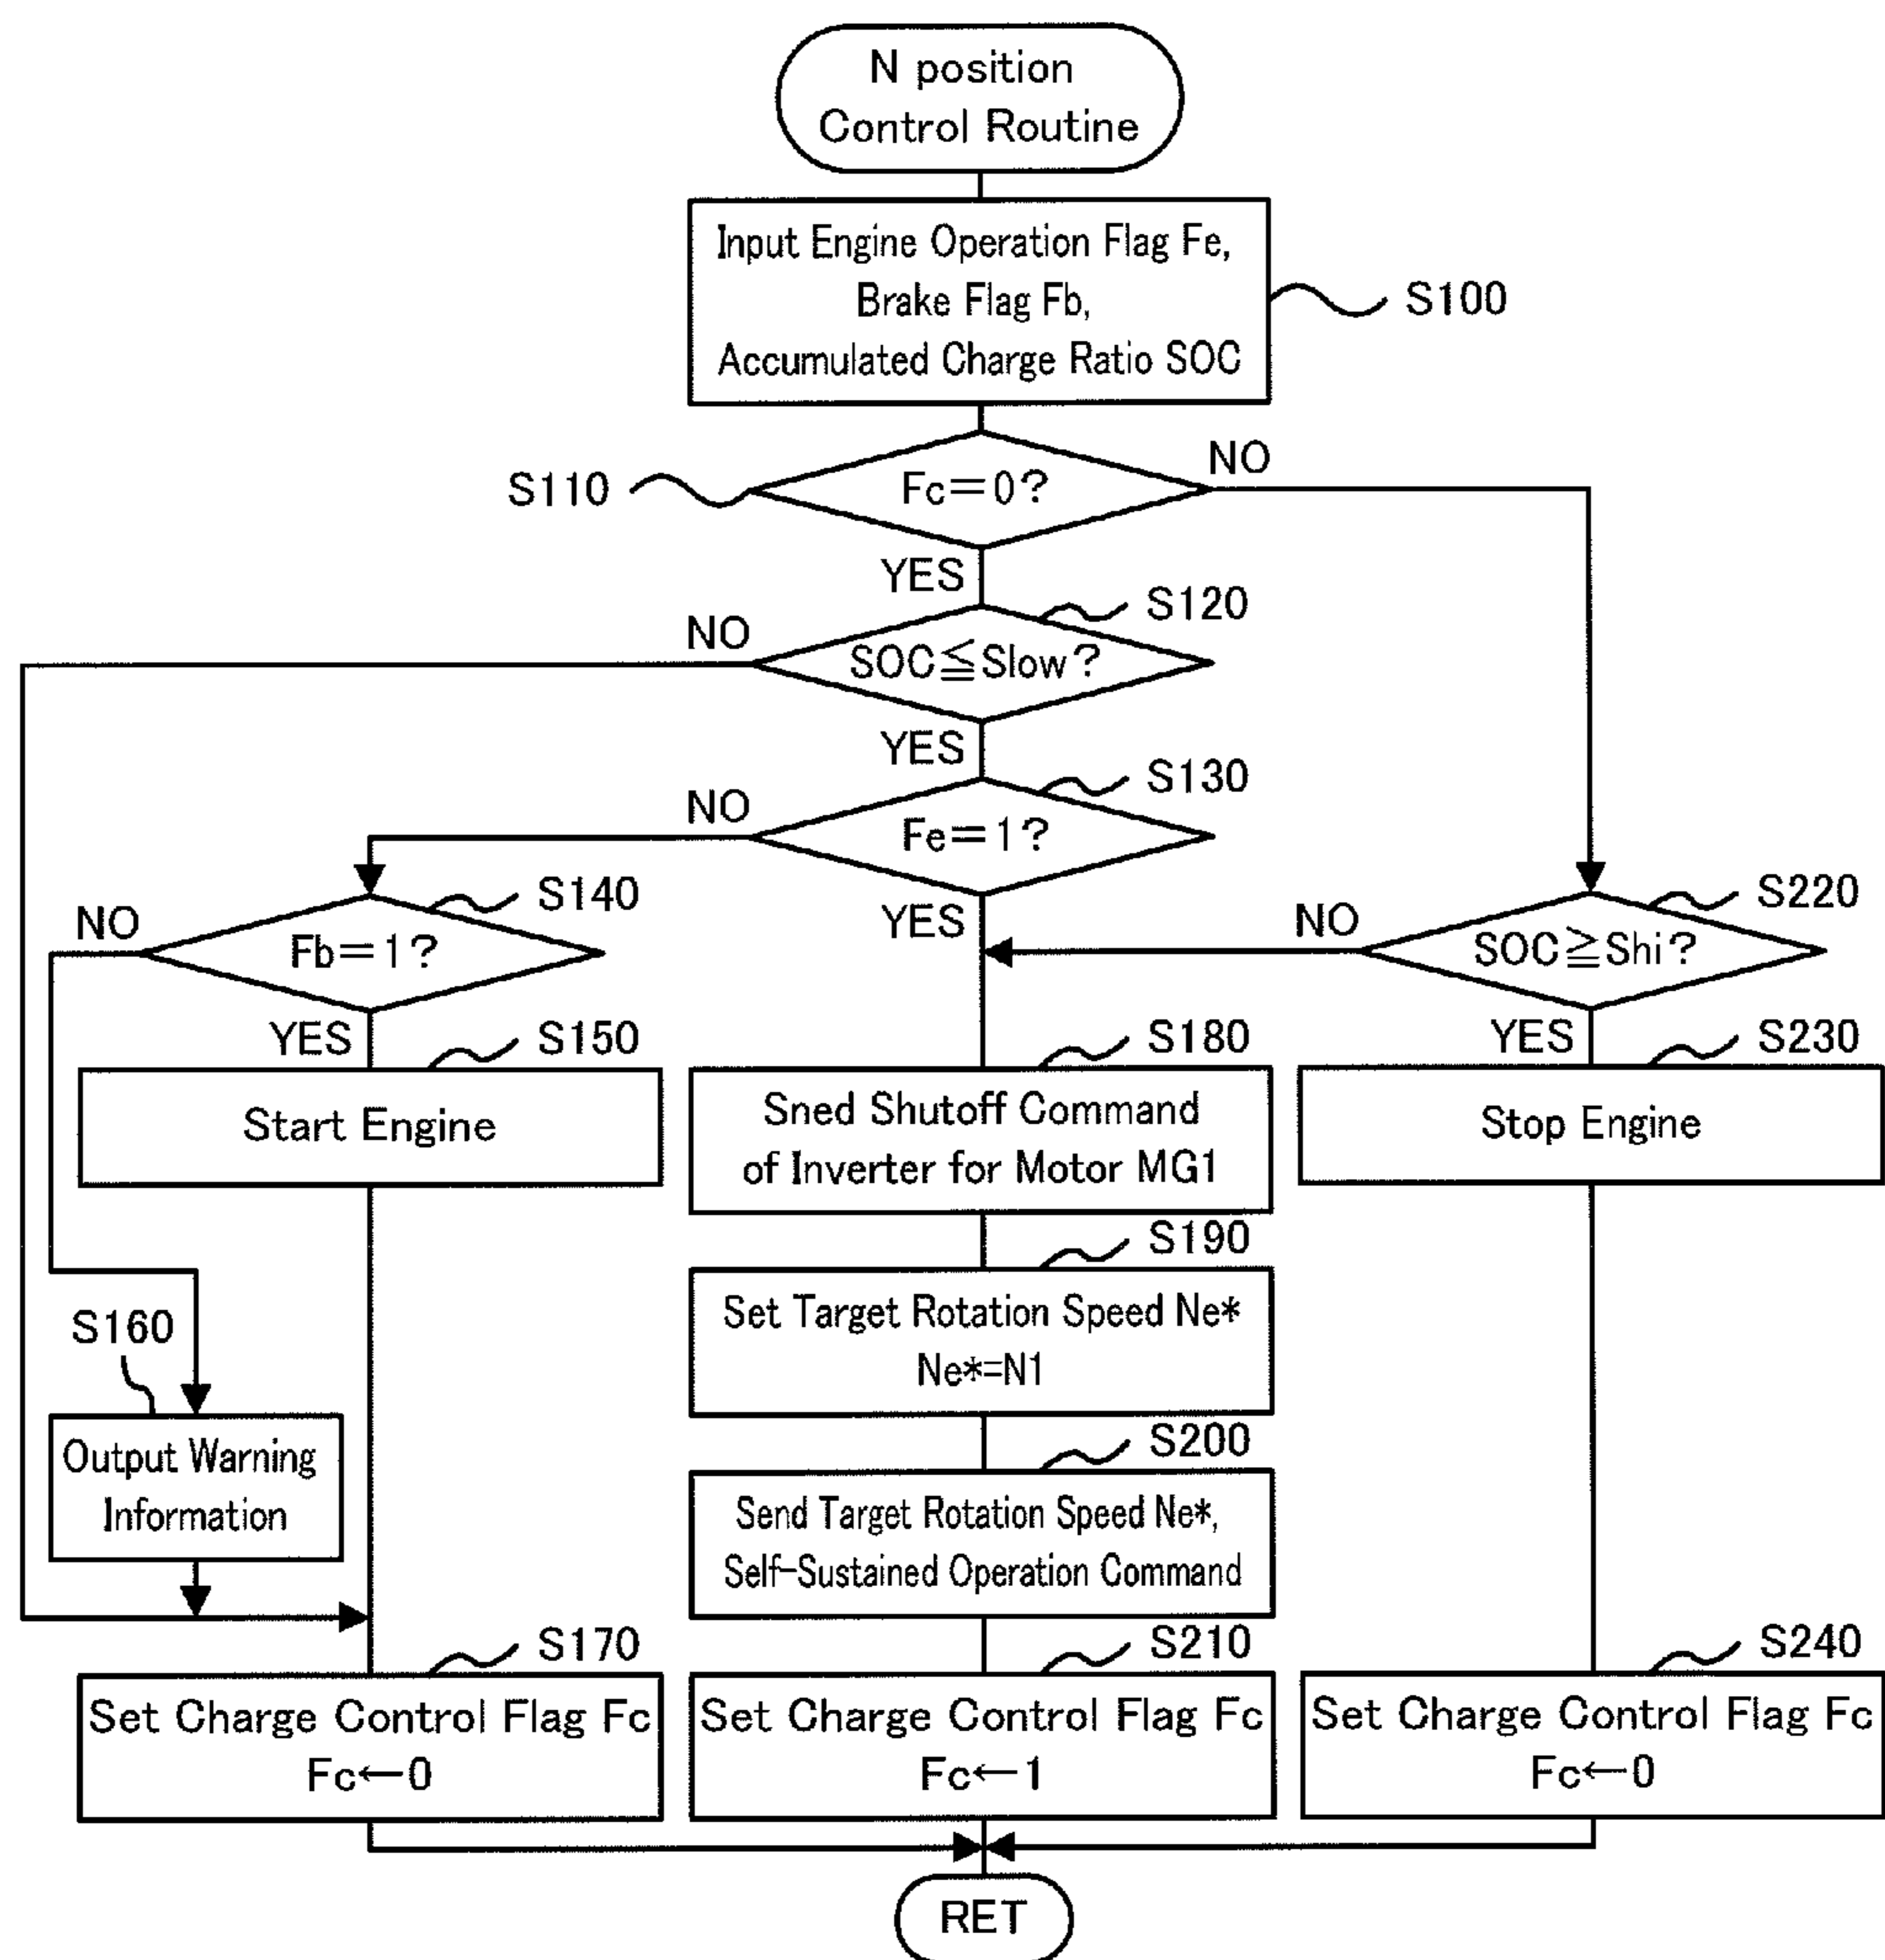 N position
Control Routine
Input Engine Operation Flag Fe,
Brake Flag Fb,
Accumulated Charge Ratio SOC
S100
S110
Fc=0?
NO
YES
S120
NO
SOC≦Slow?
YES
S130
NO
Fe=1?
YES
S140
NO
Fb=1?
YES
S150
Start Engine
S160
Output Warning
Information
S170
Set Charge Control Flag Fc
Fc←0
S180
Sned Shutoff Command
of Inverter for Motor MG1
S190
Set Target Rotation Speed Ne*
Ne*=N1
S200
Send Target Rotation Speed Ne*,
Self-Sustained Operation Command
S210
Set Charge Control Flag Fc
Fc←1
S220
NO
SOC≧Shi?
YES
S230
Stop Engine
S240
Set Charge Control Flag Fc
Fc←0
RET